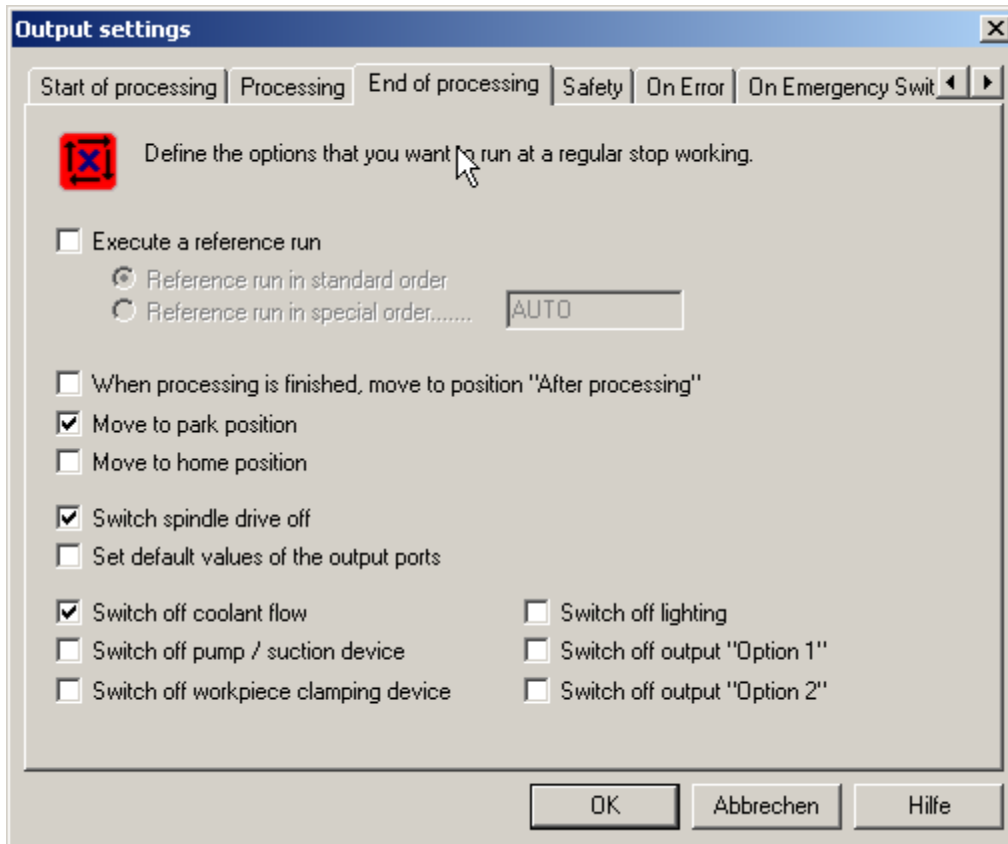 Output settings
Start of processing Processing End of processing Safety On Error On Emergency Swit
Define the options that you want to run at a regular stop working.
Execute a reference run
Reference run in standard order
Reference run in special order....... AUTO
When processing is finished, move to position "After processing"
Move to park position
Move to home position
Switch spindle drive off
Set default values of the output ports
Switch off coolant flow Switch off lighting
Switch off pump / suction device Switch off output "Option 1"
Switch off workpiece clamping device Switch off output "Option 2"
OK Abbrechen Hilfe